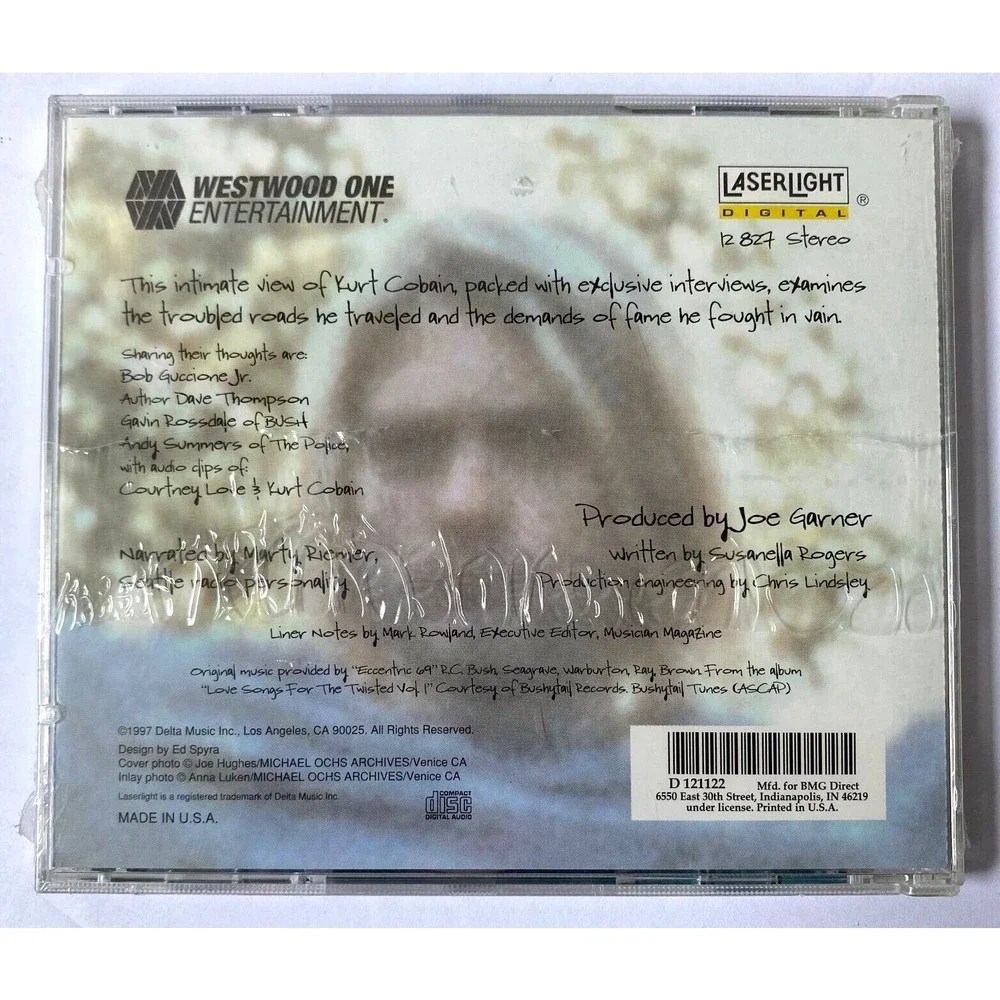 WESTWOOD ONE
ENTERTAINMENT.
LASERLIGHT
DIGITAL
®
12 827 Stereo
This intimate view of Kurt Cobain, packed with exclusive interviews, examines
the troubled roads he traveled and the demands of fame he fought in vain.
Sharing their thoughts are:
Bob Guccione Jr.
Author Dave Thompson
Gavin Rossdale of BUSH
Andy Summers of The Police,
with audio clips of:
Courtney Love & Kurt Cobain
Produced by Joe Garner
Narrated by Marty Riemer,
Seattle radio personality
Written by Susanella Rogers
Production engineering by Chris Lindsley.
Liner Notes by Mark Rowland, Executive Editor, Musician Magazine
Original music provided by "Eccentric 69" R.C. Bush, Seagrave, Warburton, Ray Brown. From the album
"Love Songs For The Twisted Vol. 1" Courtesy of Bushytail Records. Bushytail Tunes (ASCAP)
©1997 Delta Music Inc., Los Angeles, CA 90025. All Rights Reserved.
Design by Ed Spyra
Cover photo © Joe Hughes/MICHAEL OCHS ARCHIVES/Venice CA
Inlay photo © Anna Luken/MICHAEL OCHS ARCHIVES/Venice CA
Laserlight is a registered trademark of Delta Music Inc.
MADE IN U.S.A.
COMPACT
disc
DIGITAL AUDIO
D 121122 Mfd. for BMG Direct
6550 East 30th Street, Indianapolis, IN 46219
under license. Printed in U.S.A.